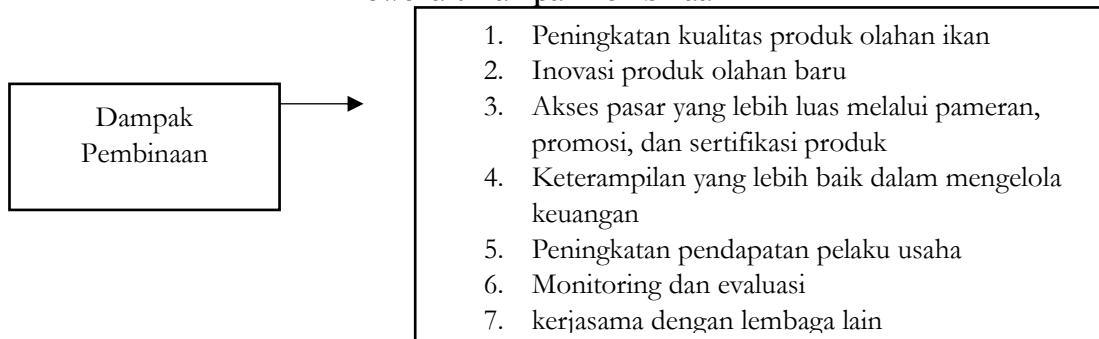 Dampak
Pembinaan
1. Peningkatan kualitas produk olahan ikan
2. Inovasi produk olahan baru
3. Akses pasar yang lebih luas melalui pameran,
promosi, dan sertifikasi produk
4. Keterampilan yang lebih baik dalam mengelola
keuangan
5. Peningkatan pendapatan pelaku usaha
6. Monitoring dan evaluasi
7. kerjasama dengan lembaga lain